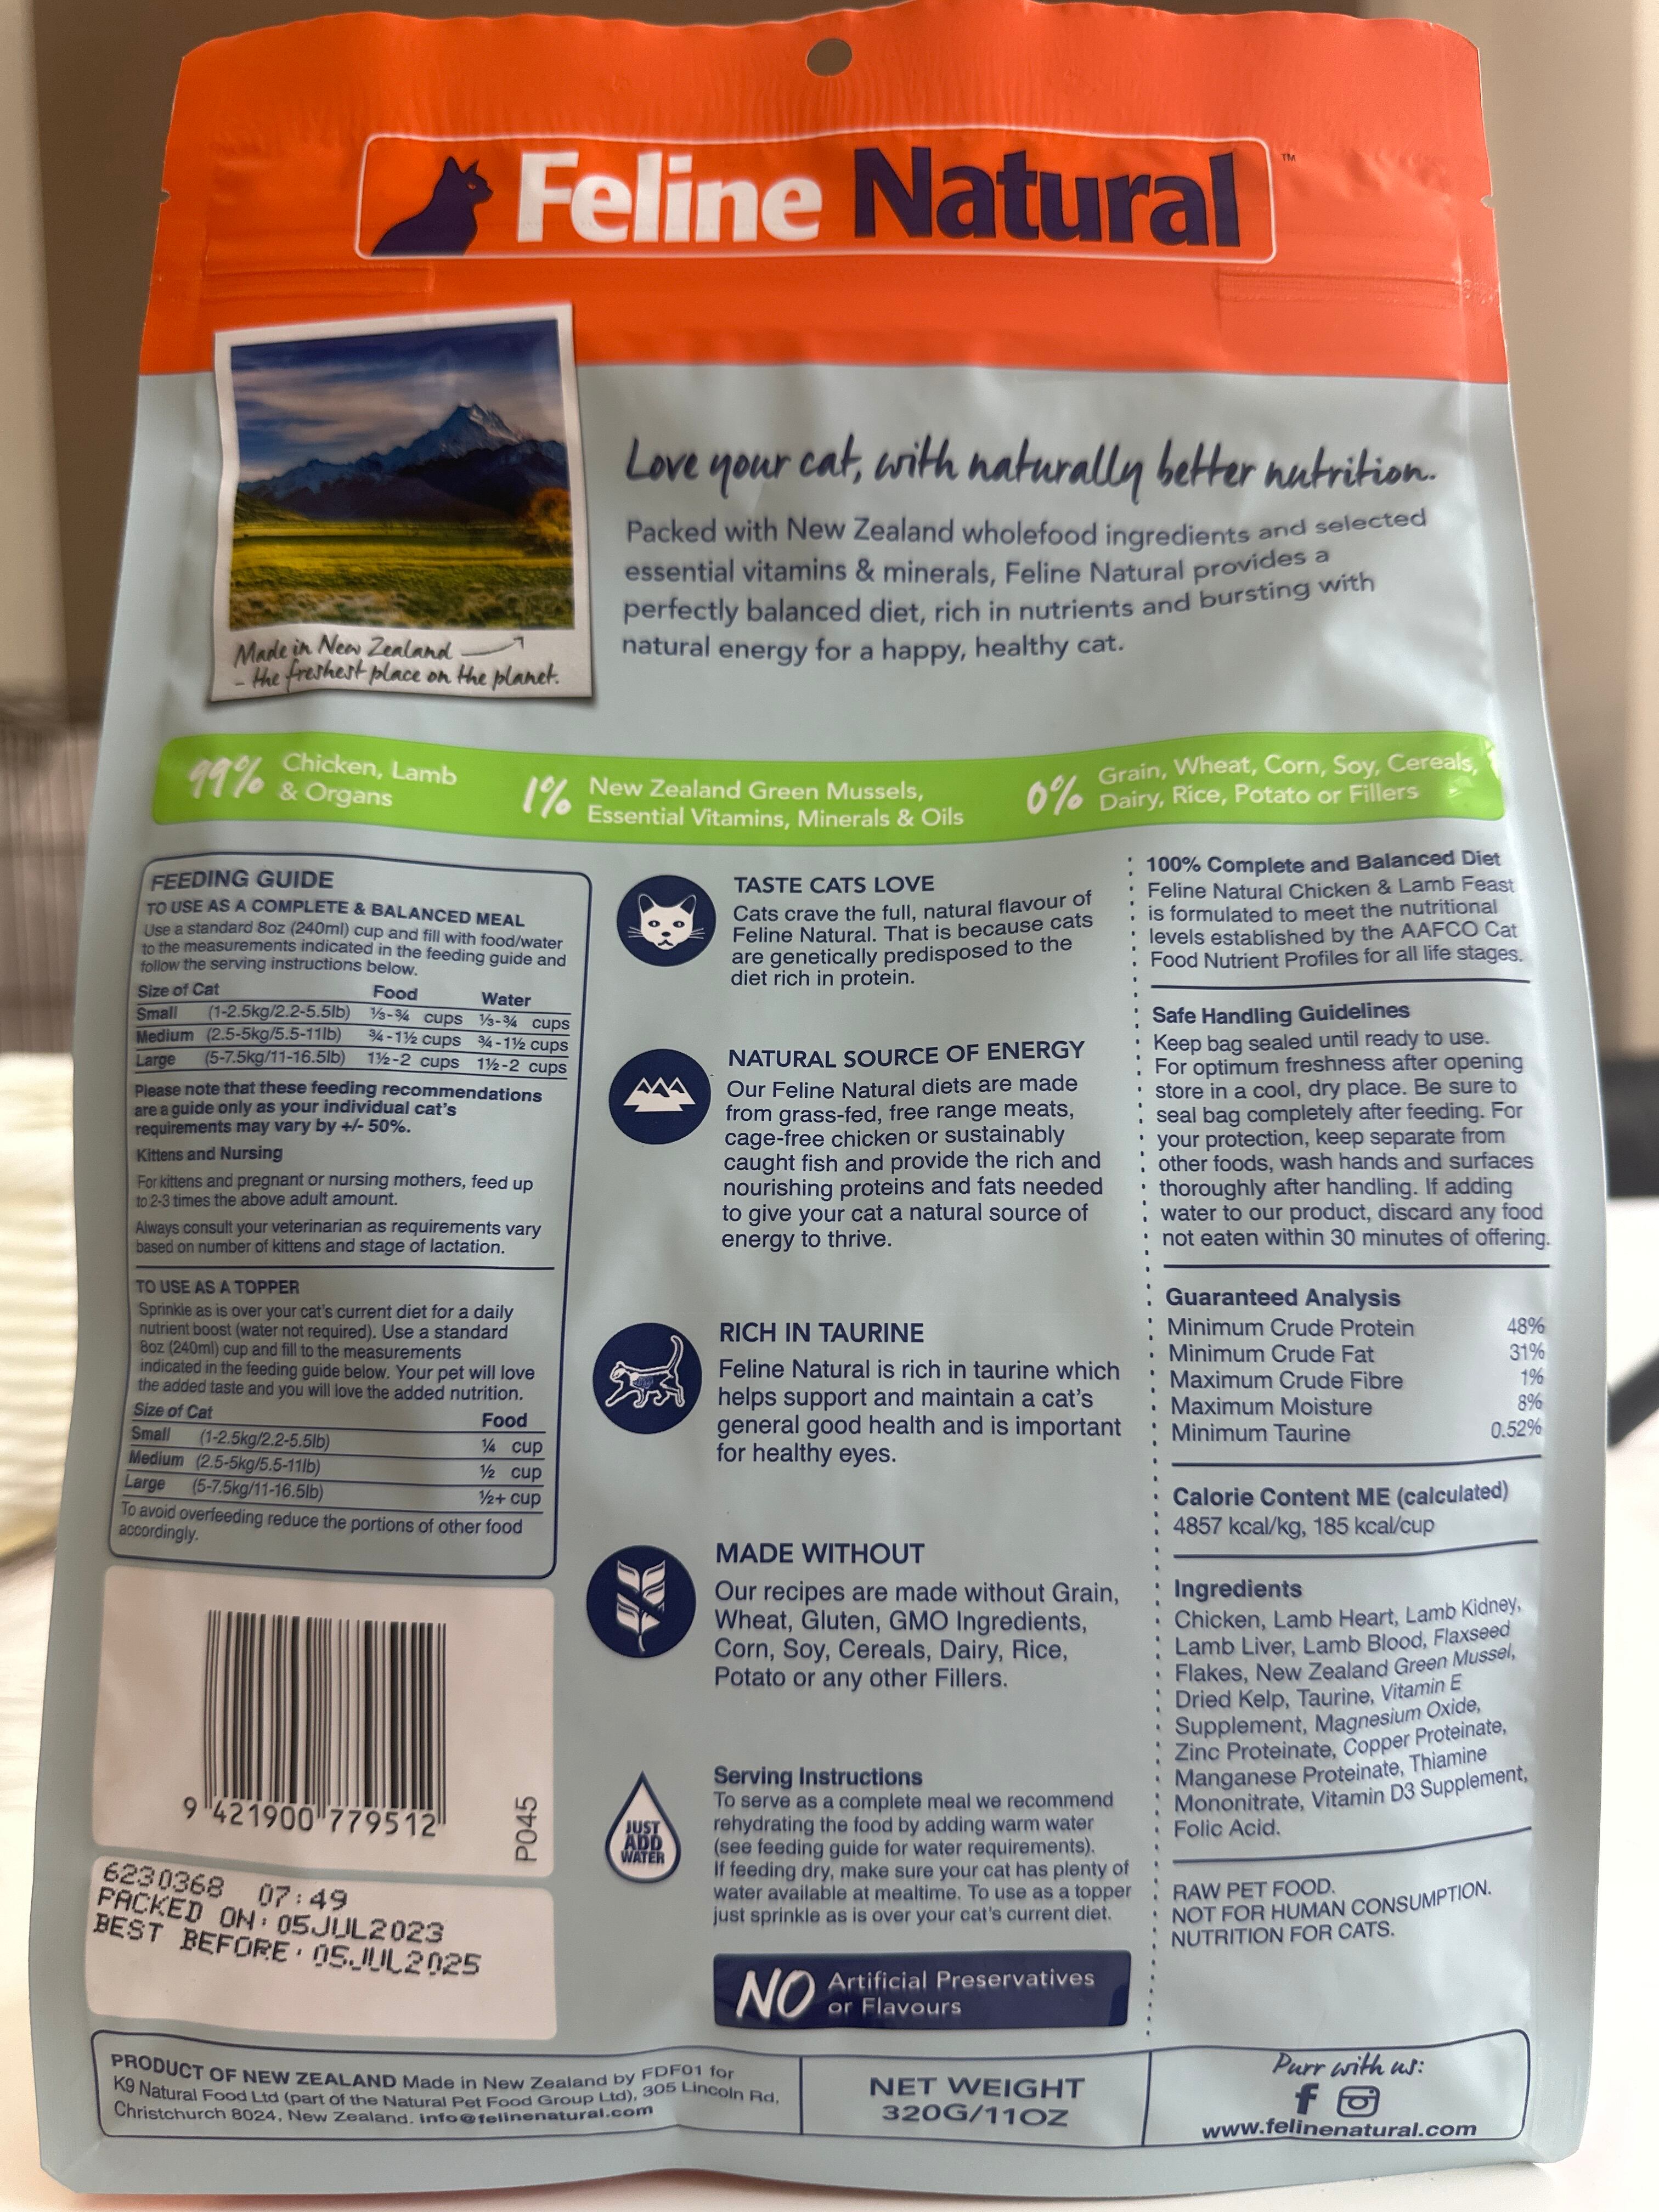 Feline Natural ™
Made in New Zealand
- the freshest place on the planet.
Love your cat, with naturally better nutrition.
Packed with New Zealand wholefood ingredients and selected
essential vitamins & minerals, Feline Natural provides a
perfectly balanced diet, rich in nutrients and bursting with
natural energy for a happy, healthy cat.
99% Chicken, Lamb
& Organs
1% New Zealand Green Mussels,
Essential Vitamins, Minerals & Oils
0% Grain, Wheat, Corn, Soy, Cereals,
Dairy, Rice, Potato or Fillers
FEEDING GUIDE
TO USE AS A COMPLETE & BALANCED MEAL
Use a standard 8oz (240ml) cup and fill with food/water
to the measurements indicated in the feeding guide and
follow the serving instructions below.
Size of Cat Food Water
Small (1-2.5kg/2.2-5.5lb) ⅓-¾ cups ⅓-¾ cups
Medium (2.5-5kg/5.5-11lb) ¾-1½ cups ¾-1½ cups
Large (5-7.5kg/11-16.5lb) 1½-2 cups 1½-2 cups
Please note that these feeding recommendations
are a guide only as your individual cat's
requirements may vary by +/- 50%.
Kittens and Nursing
For kittens and pregnant or nursing mothers, feed up
to 2-3 times the above adult amount.
Always consult your veterinarian as requirements vary
based on number of kittens and stage of lactation.
TO USE AS A TOPPER
Sprinkle as is over your cat's current diet for a daily
nutrient boost (water not required). Use a standard
8oz (240ml) cup and fill to the measurements
indicated in the feeding guide below. Your pet will love
the added taste and you will love the added nutrition.
Size of Cat Food
Small (1-2.5kg/2.2-5.5lb) ¼ cup
Medium (2.5-5kg/5.5-11lb) ½ cup
Large (5-7.5kg/11-16.5lb) ½+ cup
To avoid overfeeding reduce the portions of other food
accordingly.
9 421900 779512
P045
6230368 07:49
PACKED ON: 05JUL2023
BEST BEFORE: 05JUL2025
TASTE CATS LOVE
Cats crave the full, natural flavour of
Feline Natural. That is because cats
are genetically predisposed to the
diet rich in protein.
NATURAL SOURCE OF ENERGY
Our Feline Natural diets are made
from grass-fed, free range meats,
cage-free chicken or sustainably
caught fish and provide the rich and
nourishing proteins and fats needed
to give your cat a natural source of
energy to thrive.
RICH IN TAURINE
Feline Natural is rich in taurine which
helps support and maintain a cat's
general good health and is important
for healthy eyes.
MADE WITHOUT
Our recipes are made without Grain,
Wheat, Gluten, GMO Ingredients,
Corn, Soy, Cereals, Dairy, Rice,
Potato or any other Fillers.
JUST
ADD
WATER
Serving Instructions
To serve as a complete meal we recommend
rehydrating the food by adding warm water
(see feeding guide for water requirements).
If feeding dry, make sure your cat has plenty of
water available at mealtime. To use as a topper
just sprinkle as is over your cat's current diet.
NO Artificial Preservatives
or Flavours
100% Complete and Balanced Diet
Feline Natural Chicken & Lamb Feast
is formulated to meet the nutritional
levels established by the AAFCO Cat
Food Nutrient Profiles for all life stages.
Safe Handling Guidelines
Keep bag sealed until ready to use.
For optimum freshness after opening
store in a cool, dry place. Be sure to
seal bag completely after feeding. For
your protection, keep separate from
other foods, wash hands and surfaces
thoroughly after handling. If adding
water to our product, discard any food
not eaten within 30 minutes of offering.
Guaranteed Analysis
Minimum Crude Protein 48%
Minimum Crude Fat 31%
Maximum Crude Fibre 1%
Maximum Moisture 8%
Minimum Taurine 0.52%
Calorie Content ME (calculated)
4857 kcal/kg, 185 kcal/cup
Ingredients
Chicken, Lamb Heart, Lamb Kidney,
Lamb Liver, Lamb Blood, Flaxseed
Flakes, New Zealand Green Mussel,
Dried Kelp, Taurine, Vitamin E
Supplement, Magnesium Oxide,
Zinc Proteinate, Copper Proteinate,
Manganese Proteinate, Thiamine
Mononitrate, Vitamin D3 Supplement,
Folic Acid.
RAW PET FOOD.
NOT FOR HUMAN CONSUMPTION.
NUTRITION FOR CATS.
PRODUCT OF NEW ZEALAND Made in New Zealand by FDF01 for
K9 Natural Food Ltd (part of the Natural Pet Food Group Ltd), 305 Lincoln Rd,
Christchurch 8024, New Zealand. info@felinenatural.com
NET WEIGHT
320G/11OZ
Purr with us:
www.felinenatural.com